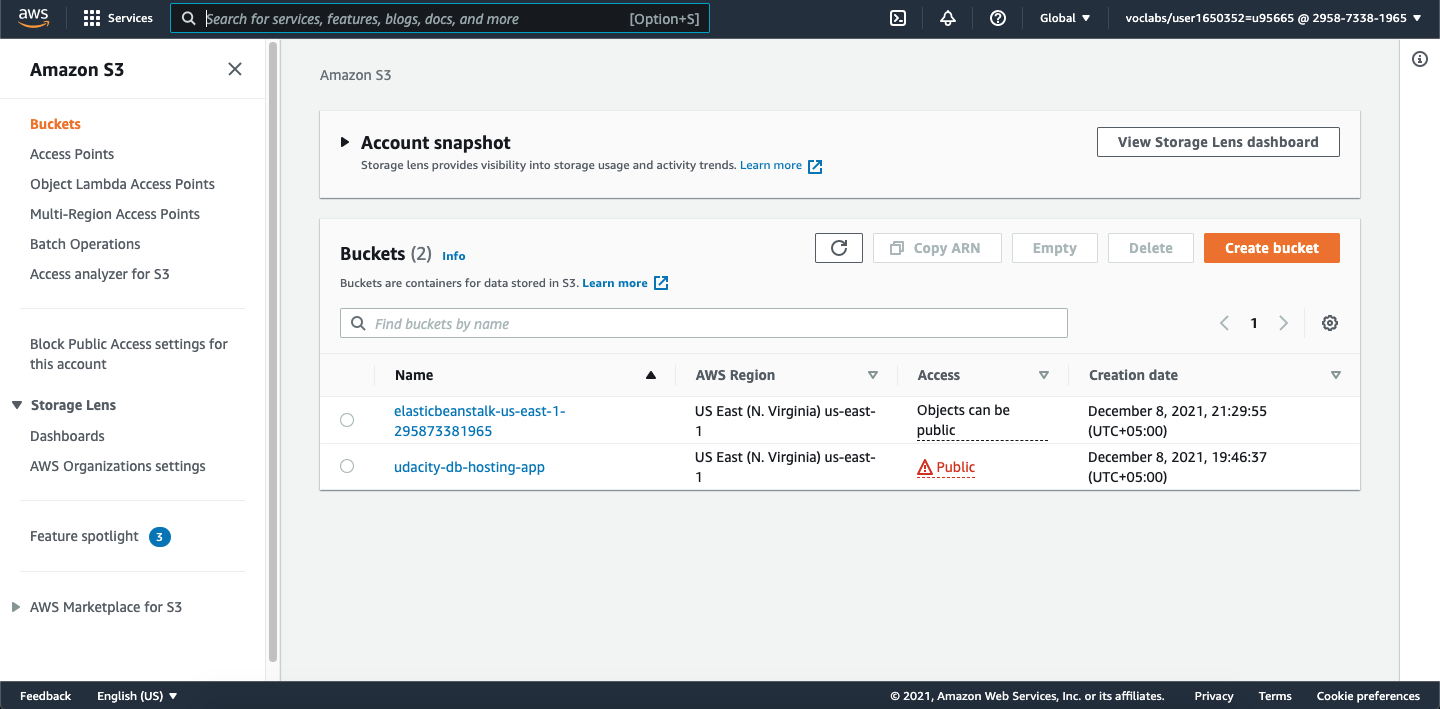 aws
Services
Search for services, features, blogs, docs, and more
[Option+S]
Global
voclabs/user1650352=u95665 @ 2958-7338-1965
Amazon S3
Buckets
Access Points
Object Lambda Access Points
Multi-Region Access Points
Batch Operations
Access analyzer for S3
Block Public Access settings for
this account
Storage Lens
Dashboards
AWS Organizations settings
Feature spotlight 3
AWS Marketplace for S3
Amazon S3
Account snapshot
Storage lens provides visibility into storage usage and activity trends. Learn more
View Storage Lens dashboard
Buckets (2) Info
Buckets are containers for data stored in S3. Learn more
Copy ARN
Empty
Delete
Create bucket
Find buckets by name
1
Name
AWS Region
Access
Creation date
elasticbeanstalk-us-east-1-
295873381965
US East (N. Virginia) us-east-
1
Objects can be
public
December 8, 2021, 21:29:55
(UTC+05:00)
udacity-db-hosting-app
US East (N. Virginia) us-east-
1
Public
December 8, 2021, 19:46:37
(UTC+05:00)
Feedback
English (US)
© 2021, Amazon Web Services, Inc. or its affiliates.
Privacy
Terms
Cookie preferences